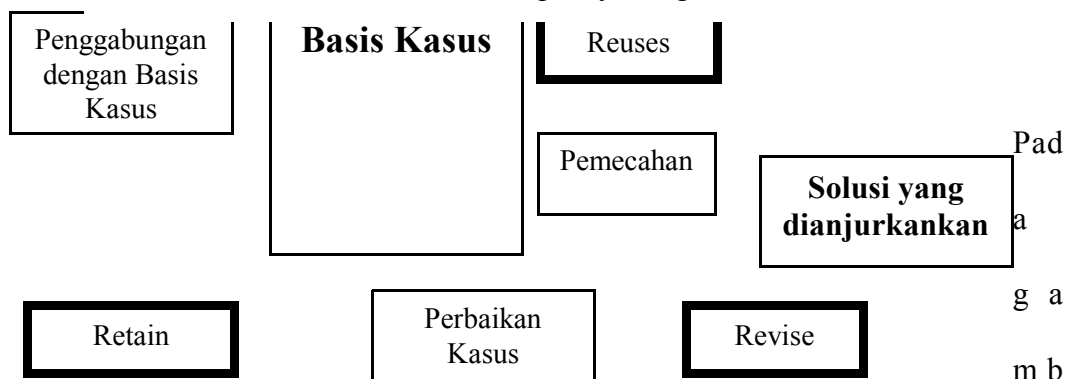 Penggabungan
dengan Basis
Kasus
Basis Kasus
Reuses
Pemecahan
Solusi yang
dianjurkankan
Pad
a
g a
m b
Retain
Perbaikan
Kasus
Revise